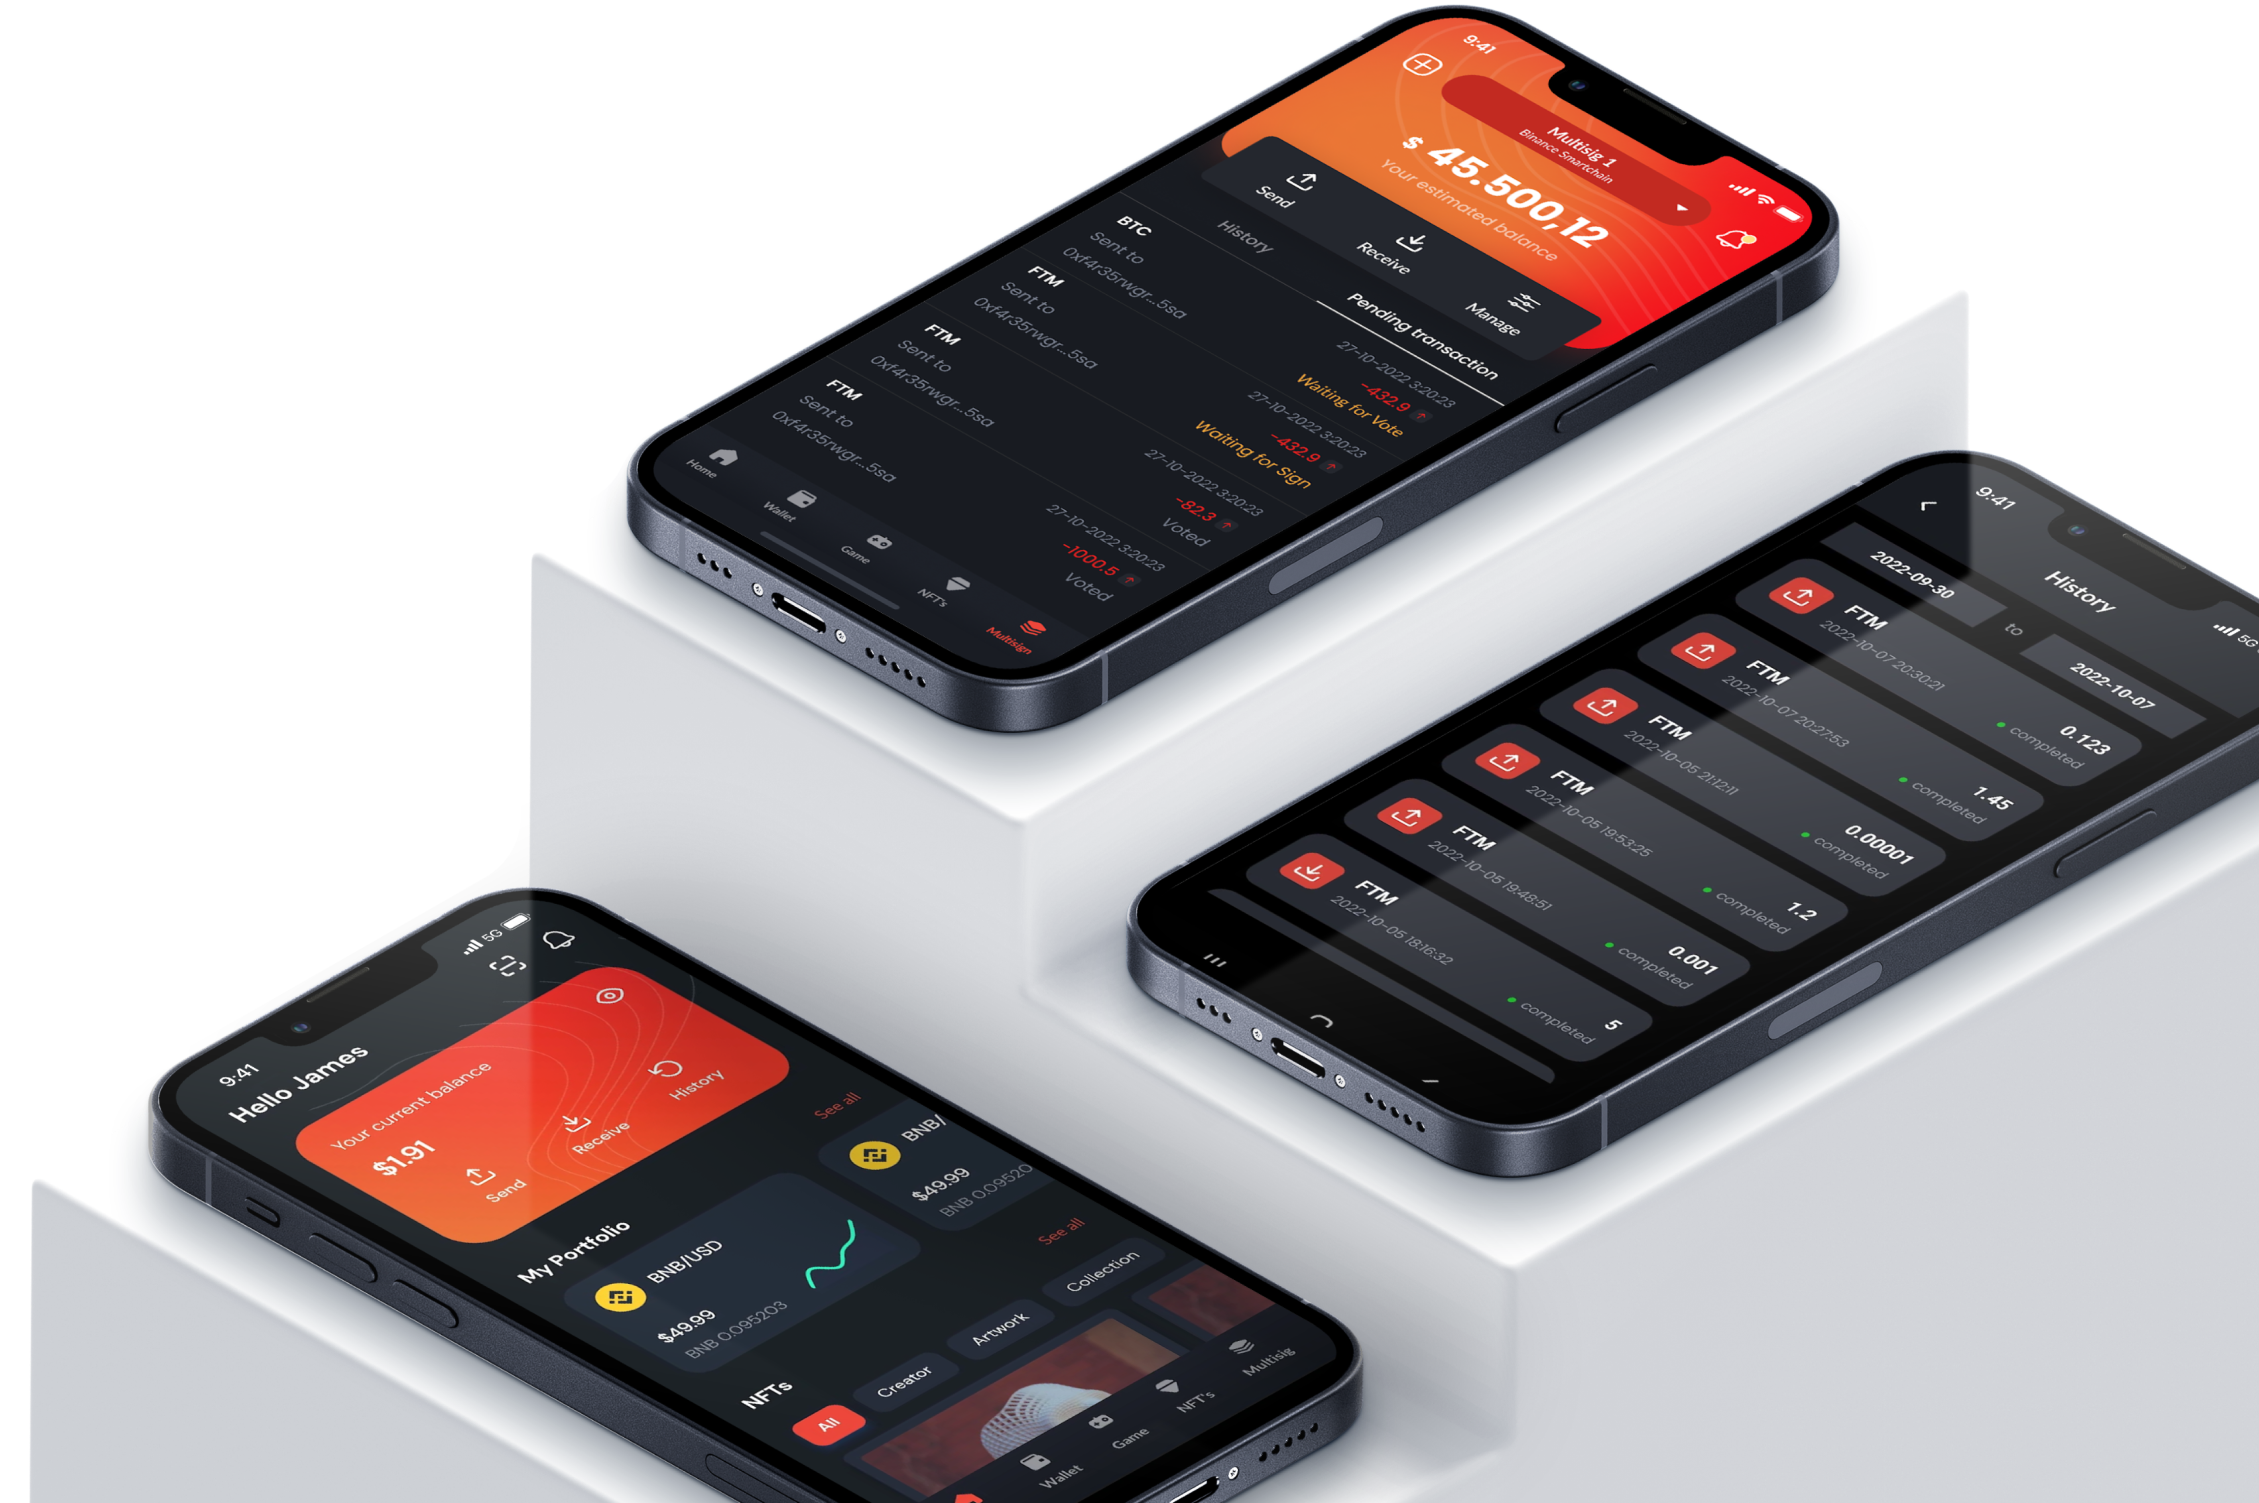 9:41
Multisig 1
Binance Smartchain
$ 45.500,12
Your estimated balance
Send
Receive
Manage
History
Pending transaction
BTC
27-10-2022 3:20:23
Sent to
-432.9
0xf4r35rwgr...5sa
Waiting for Vote
FTM
27-10-2022 3:20:23
Sent to
-432.9
0xf4r35rwgr...5sa
Waiting for Sign
FTM
27-10-2022 3:20:23
Sent to
-82.3
0xf4r35rwgr...5sa
Voted
FTM
27-10-2022 3:20:23
Sent to
-1000.5
0xf4r35rwgr...5sa
Voted
Home
Wallet
Game
NFT's
Multisign
9:41
5G
History
2022-09-30
to
2022-10-07
FTM
0.123
2022-10-07 20:30:21
completed
FTM
1.45
2022-10-07 20:27:53
completed
FTM
0.00001
2022-10-05 21:12:11
completed
FTM
1.2
2022-10-05 19:53:25
completed
FTM
0.001
2022-10-05 19:48:51
completed
FTM
5
2022-10-05 18:16:32
completed
9:41
5G
Hello James
Your current balance
$1.91
Send
Receive
History
My Portfolio
See all
BNB/USD
$49.99
BNB 0.095203
BNB/
$49.99
BNB 0.09520
NFTs
See all
All
Creator
Artwork
Collection
Wallet
Game
NFT's
Multisig